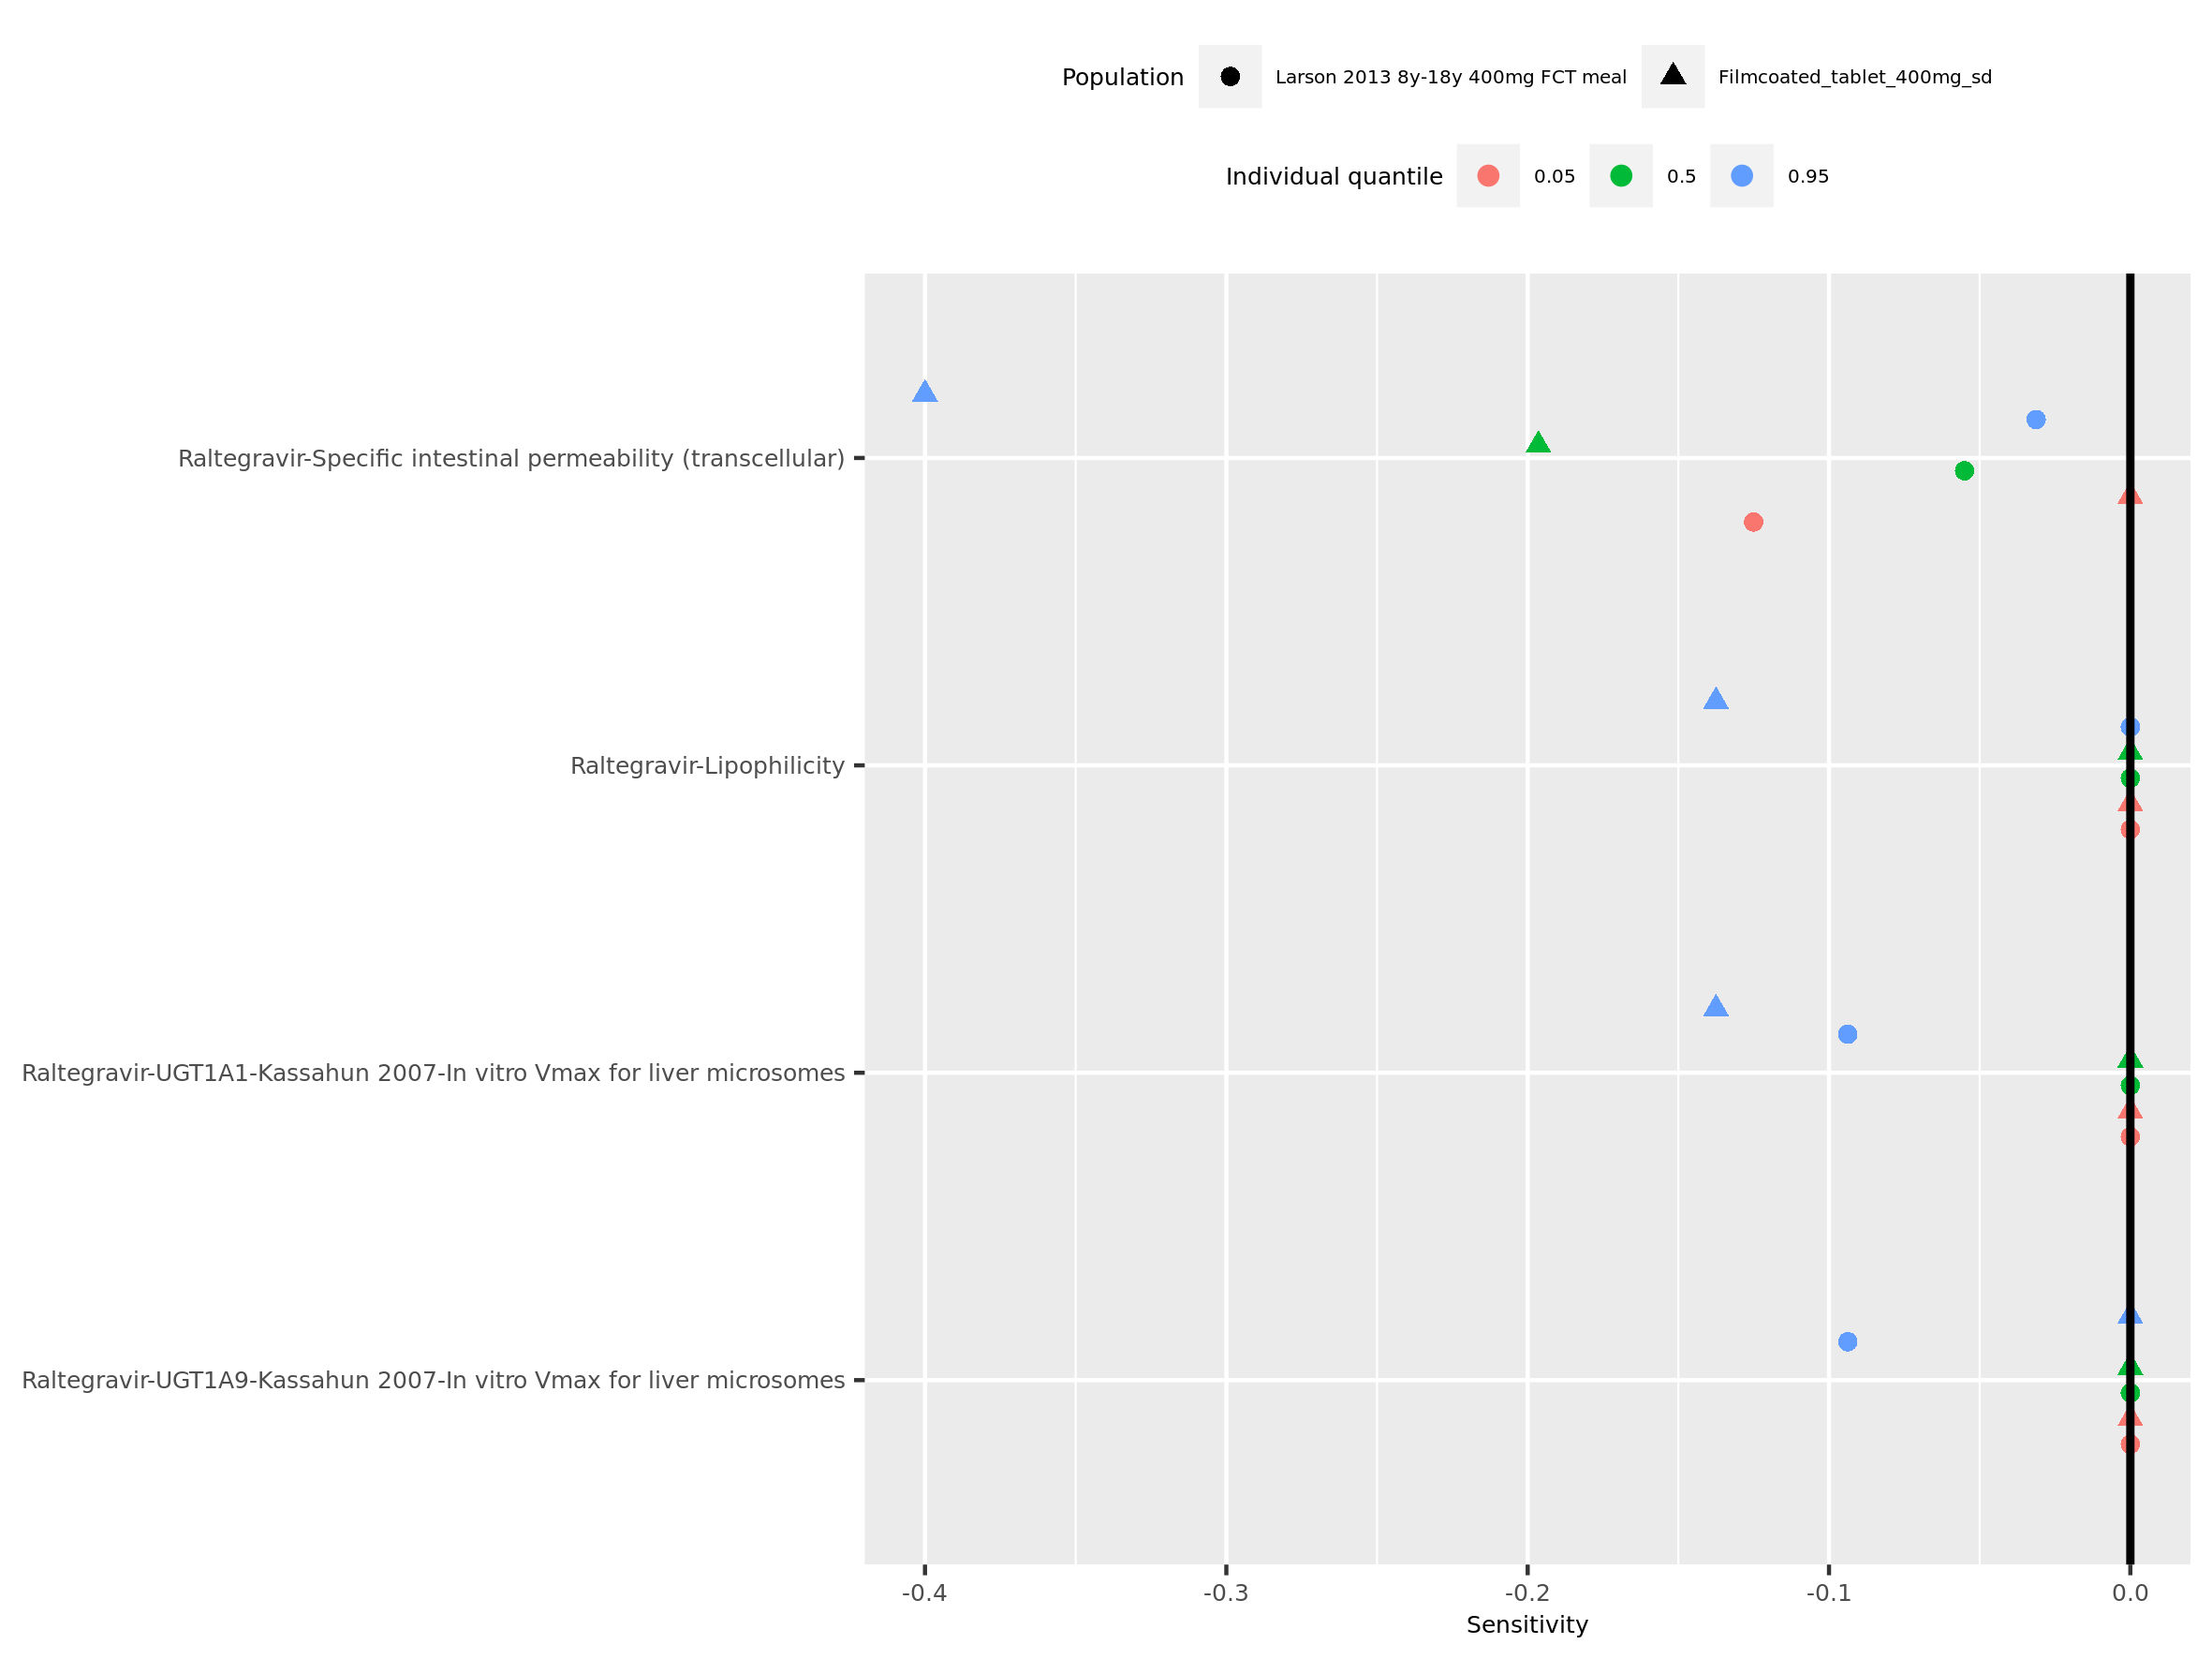 Population Larson 2013 8y-18y 400mg FCT meal Filmcoated_tablet_400mg_sd
Individual quantile 0.05 0.5 0.95
Raltegravir-Specific intestinal permeability (transcellular)
Raltegravir-Lipophilicity
Raltegravir-UGT1A1-Kassahun 2007-In vitro Vmax for liver microsomes
Raltegravir-UGT1A9-Kassahun 2007-In vitro Vmax for liver microsomes
-0.4 -0.3 -0.2 -0.1 0.0
Sensitivity